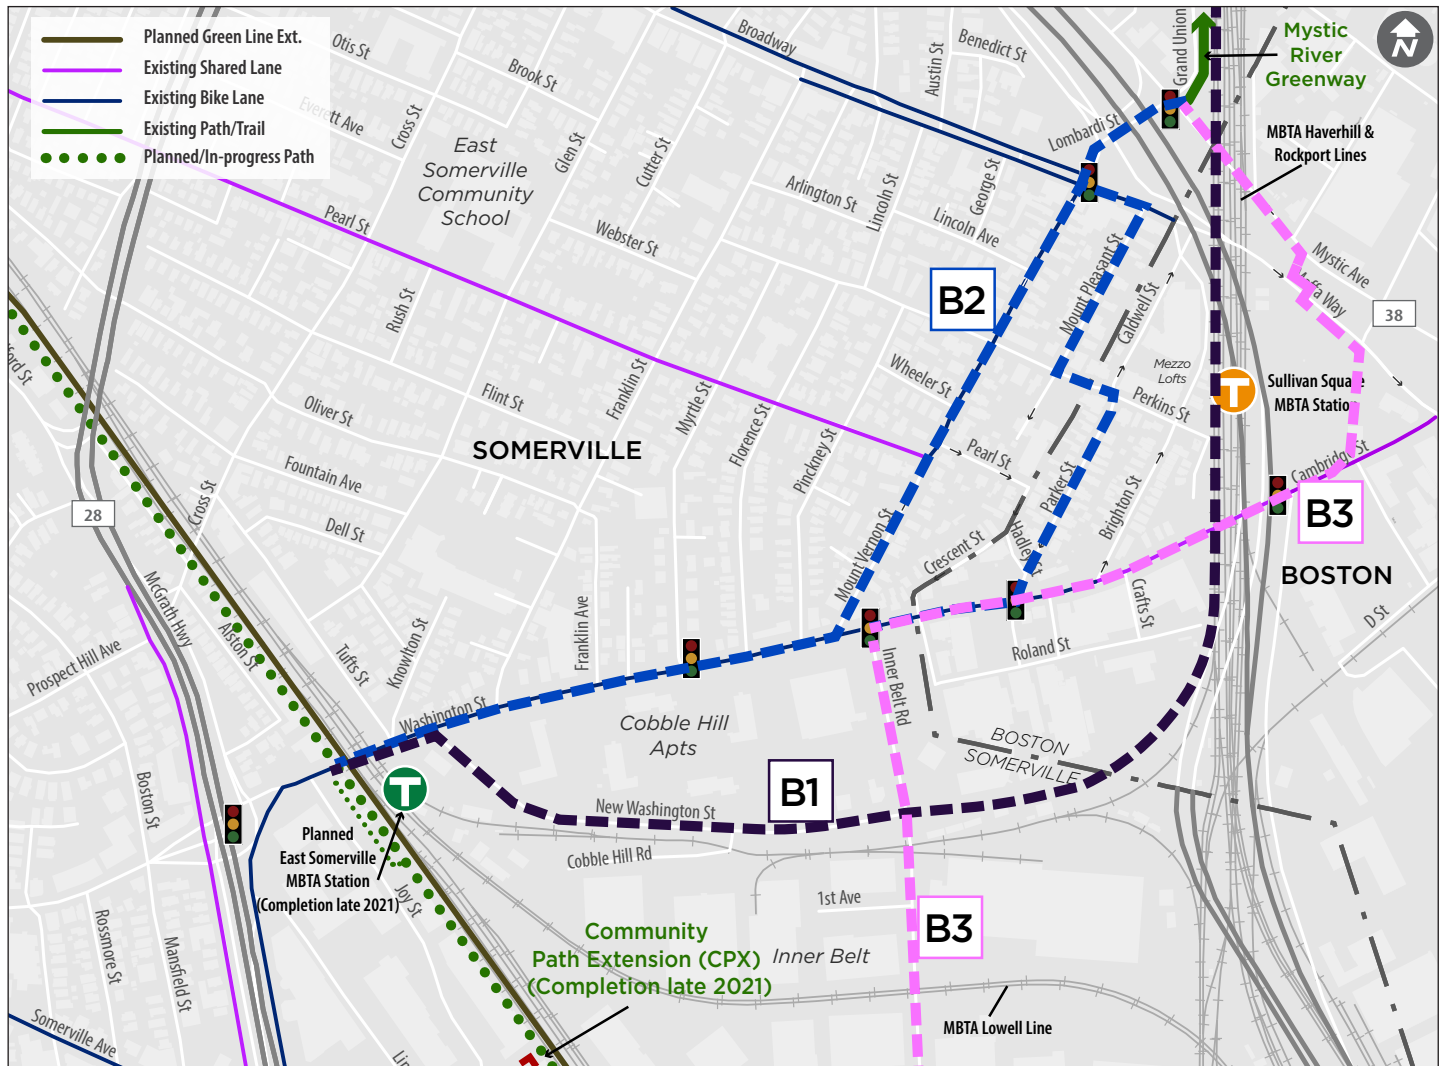 Planned Green Line Ext.
Existing Shared Lane
Existing Bike Lane
Existing Path/Trail
Planned/In-progress Path
Otis St
Everett Ave
Cross St
Brook St
East
Somerville
Community
School
Glen St
Cutter St
Broadway
Austin St
Benedict St
Grand Union
N
Mystic
River
Greenway
Lombardi St
MBTA Haverhill &
Rockport Lines
Arlington St
Lincoln St
George St
Lincoln Ave
Pearl St
Webster St
Mystic Ave
Mount Pleasant St
Caldwell St
B2
38
Rush St
Franklin St
Wheeler St
Mezzo
Lofts
T
Sullivan Square
MBTA Station
Perkins St
Flint St
Myrtle St
Oliver St
Florence St
SOMERVILLE
Pinckney St
Pearl St
Fountain Ave
Cross St
Parker St
Brighton St
Cambridge St
B3
28
Dell St
Mount Vernon St
Crescent St
Hadley St
BOSTON
McGrath Hwy
Alston St
Tufts St
Knowlton St
Franklin Ave
Crafts St
D St
Prospect Hill Ave
Roland St
Inner Belt Rd
Washington St
Cobble Hill
Apts
BOSTON
SOMERVILLE
T
B1
New Washington St
Boston St
Planned
East Somerville
MBTA Station
(Completion late 2021)
Cobble Hill Rd
Joy St
1st Ave
Rossmore St
Mansfield St
Community
Path Extension (CPX)
(Completion late 2021)
Inner Belt
B3
MBTA Lowell Line
Somerville Ave